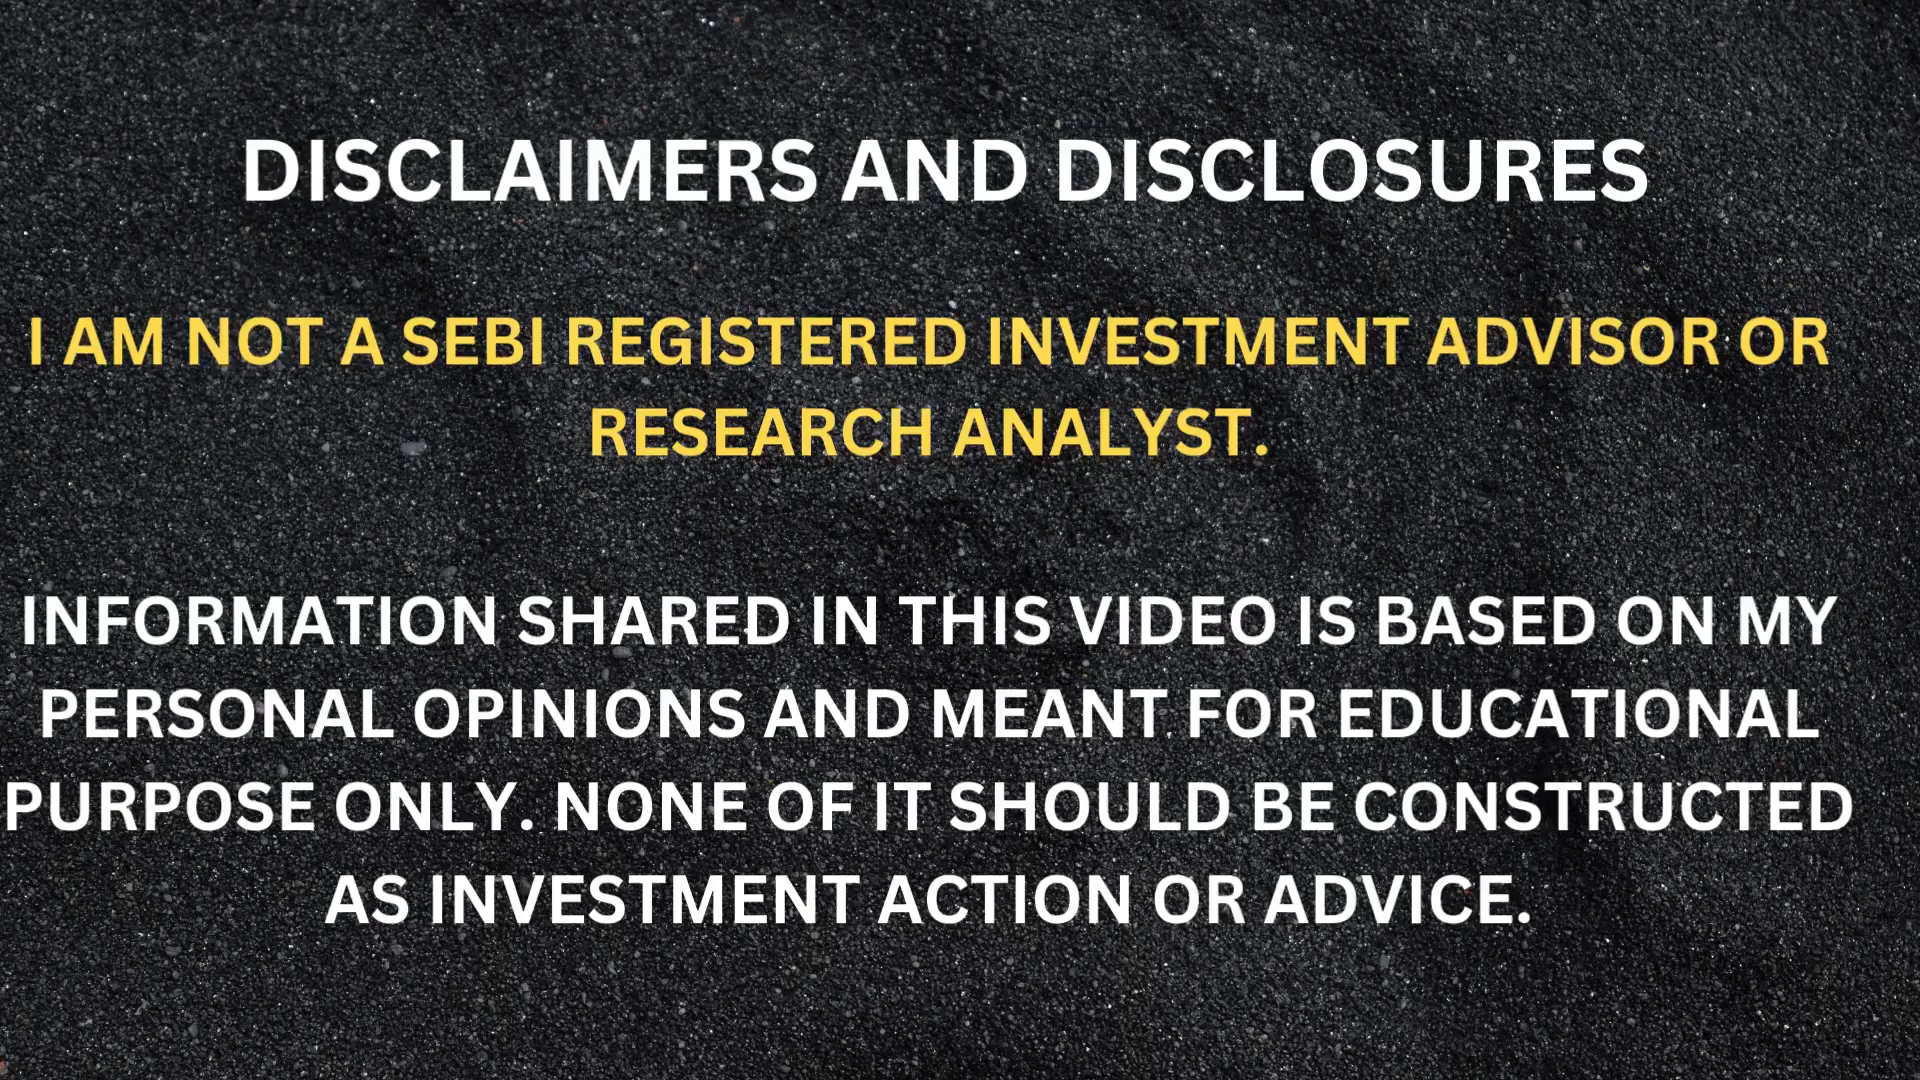 DISCLAIMERS AND DISCLOSURES
I AM NOT A SEBI REGISTERED INVESTMENT ADVISOR OR
RESEARCH ANALYST.
INFORMATION SHARED IN THIS VIDEO IS BASED ON MY
PERSONAL OPINIONS AND MEANT FOR EDUCATIONAL
PURPOSE ONLY. NONE OF IT SHOULD BE CONSTRUCTED
AS INVESTMENT ACTION OR ADVICE.